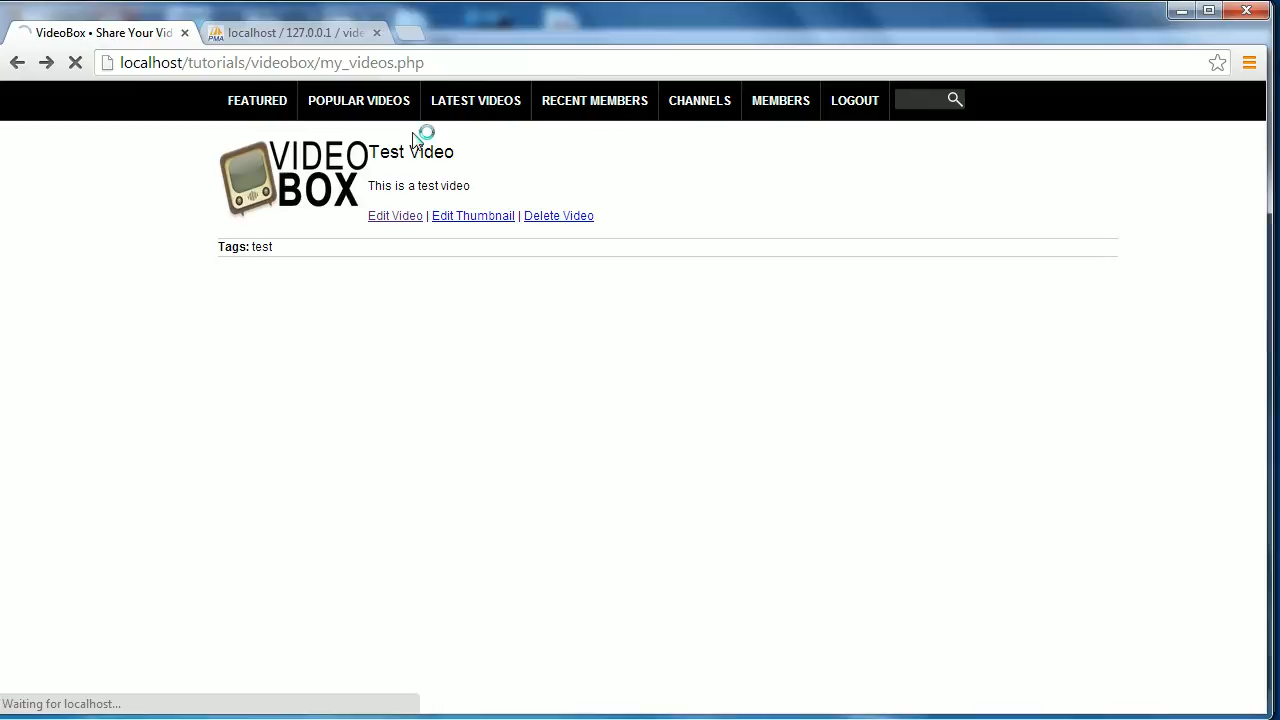 VideoBox • Share Your Vid
localhost / 127.0.0.1 / vide
localhost/tutorials/videobox/my_videos.php
FEATURED POPULAR VIDEOS LATEST VIDEOS RECENT MEMBERS CHANNELS MEMBERS LOGOUT
VIDEO
BOX
Test Video
This is a test video
Edit Video | Edit Thumbnail | Delete Video
Tags: test
Waiting for localhost...